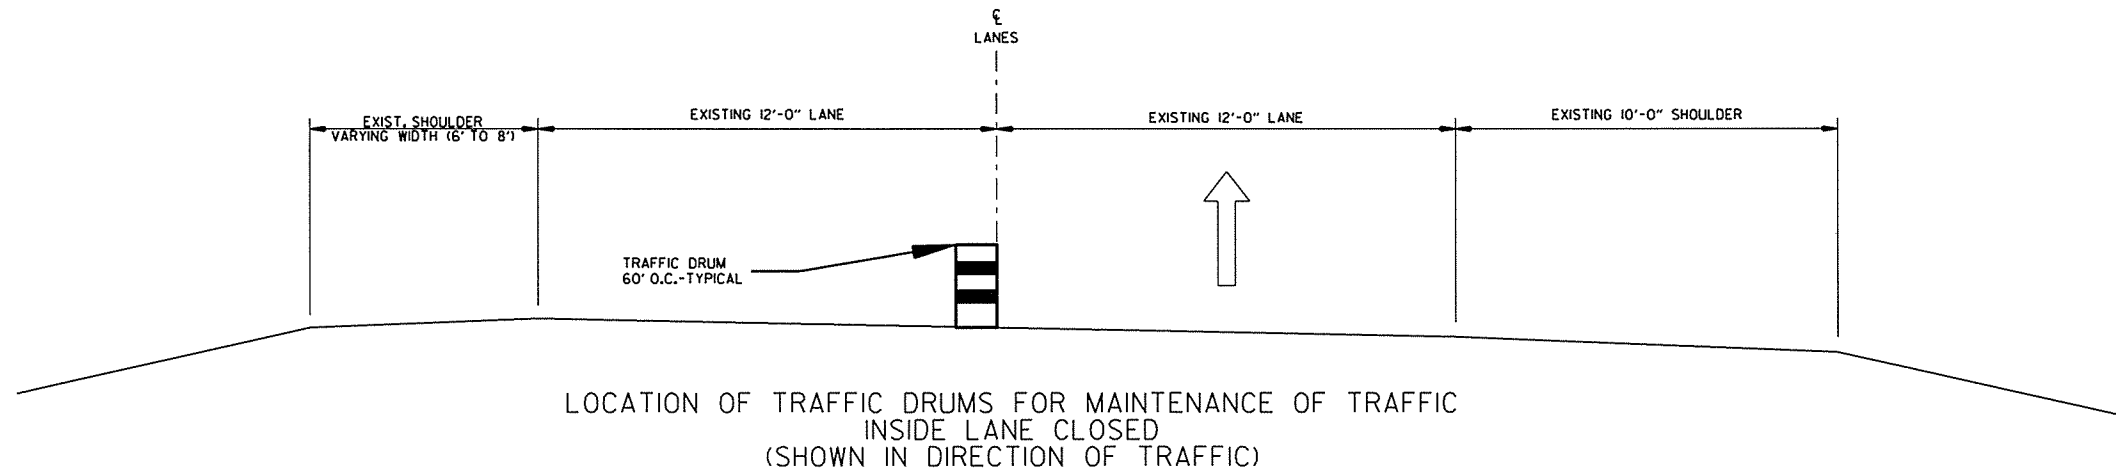 ℄
LANES
EXIST. SHOULDER
VARYING WIDTH (6' TO 8')
EXISTING 12'-0" LANE
EXISTING 12'-0" LANE
EXISTING 10'-0" SHOULDER
TRAFFIC DRUM
60' O.C.-TYPICAL
LOCATION OF TRAFFIC DRUMS FOR MAINTENANCE OF TRAFFIC
INSIDE LANE CLOSED
(SHOWN IN DIRECTION OF TRAFFIC)